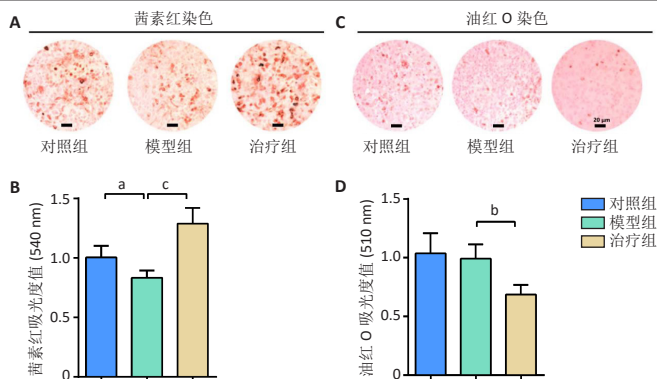 A 茜素红染色
对照组 模型组 治疗组
C 油红 O 染色
20 μm
对照组 模型组 治疗组
B
茜素红吸光度值 (540 nm)
1.5
1.0
0.5
0
a c
D
油红 O 吸光度值 (510 nm)
1.5
1.0
0.5
0
b
对照组
模型组
治疗组